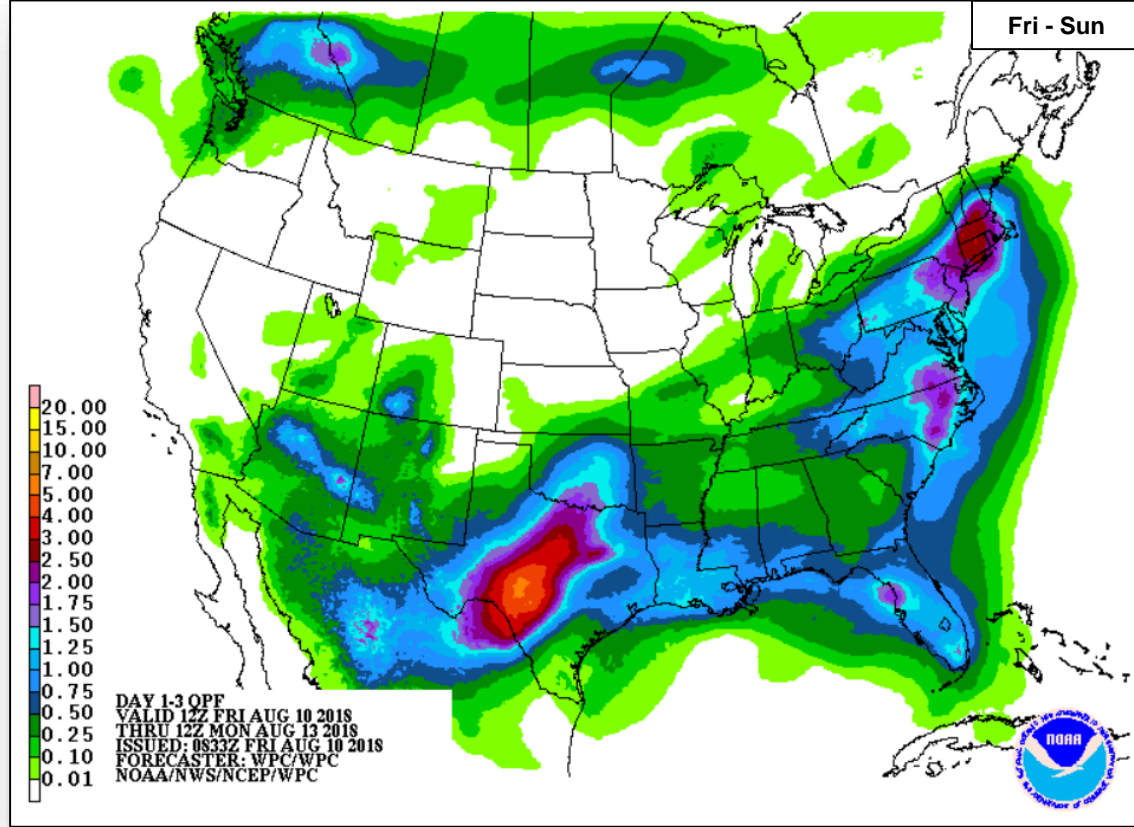 Fri - Sun
20.00
15.00
10.00
7.00
5.00
4.00
3.00
2.50
2.00
1.75
1.50
1.25
1.00
0.75
0.50
0.25
0.10
0.01
DAY 1-3 QPF
VALID 12Z FRI AUG 10 2018
THRU 12Z MON AUG 13 2018
ISSUED: 0833Z FRI AUG 10 2018
FORECASTER: WPC/WPC
NOAA/NWS/NCEP/WPC
NOAA